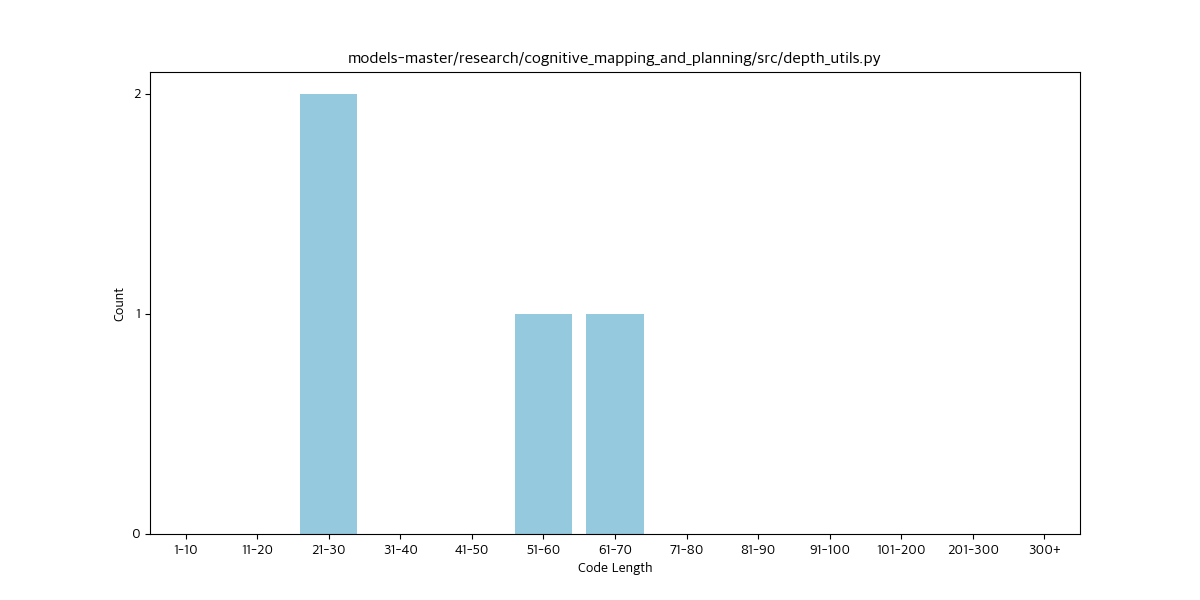 models-master/research/cognitive_mapping_and_planning/src/depth_utils.py
2
1
0
Count
1-10 11-20 21-30 31-40 41-50 51-60 61-70 71-80 81-90 91-100 101-200 201-300 300+
Code Length